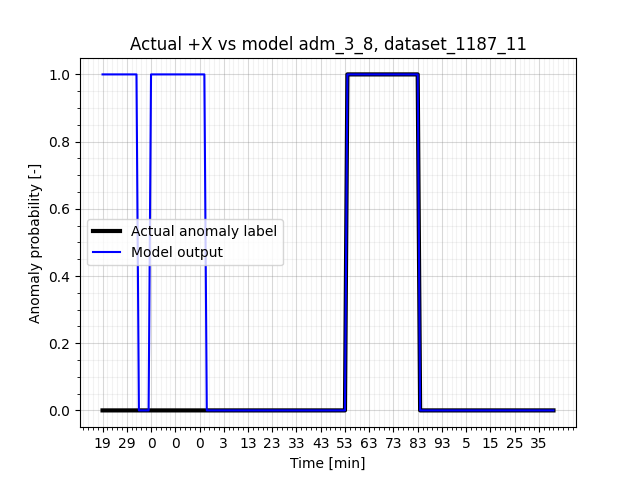 Actual +X vs model adm_3_8, dataset_1187_11
Anomaly probability [-]
1.0
0.8
0.6
0.4
0.2
0.0
Actual anomaly label
Model output
19 29 0 0 0 3 13 23 33 43 53 63 73 83 93 5 15 25 35
Time [min]